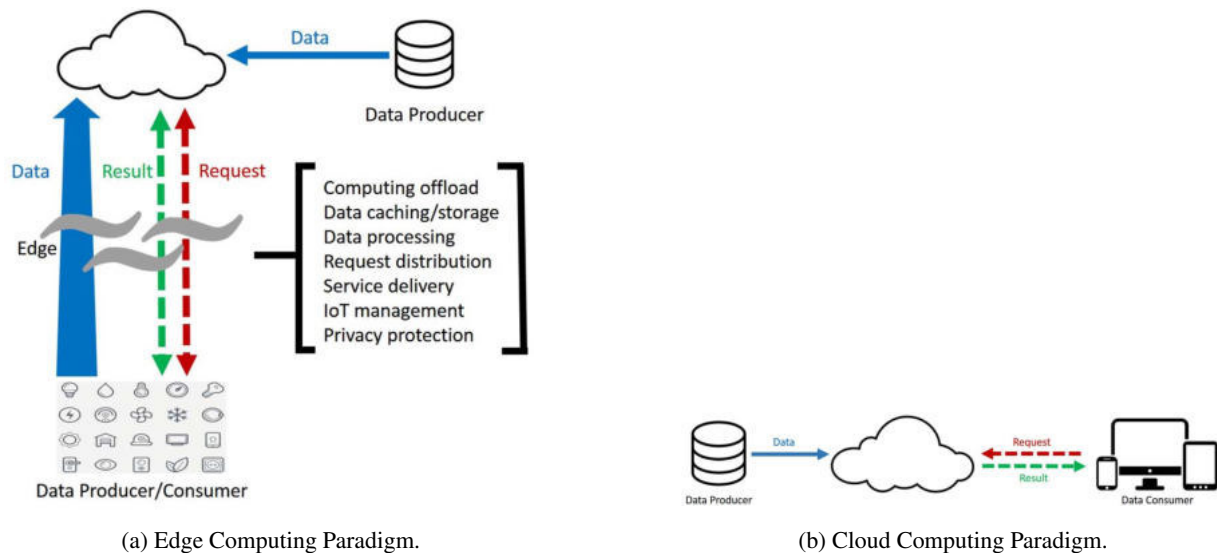 Data
Data Producer
Data
Result
Request
Edge
Computing offload
Data caching/storage
Data processing
Request distribution
Service delivery
IoT management
Privacy protection
Data Producer/Consumer
(a) Edge Computing Paradigm.
Data
Data Producer
Request
Result
Data Consumer
(b) Cloud Computing Paradigm.